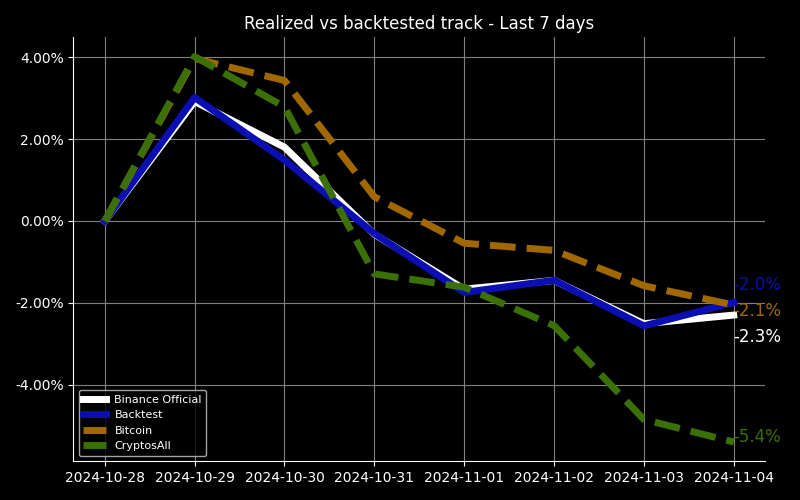 Realized vs backtested track - Last 7 days
4.00%
2.00%
0.00%
-2.00%
-4.00%
-2.0%
-2.1%
-2.3%
-5.4%
Binance Official
Backtest
Bitcoin
CryptosAll
2024-10-28 2024-10-29 2024-10-30 2024-10-31 2024-11-01 2024-11-02 2024-11-03 2024-11-04